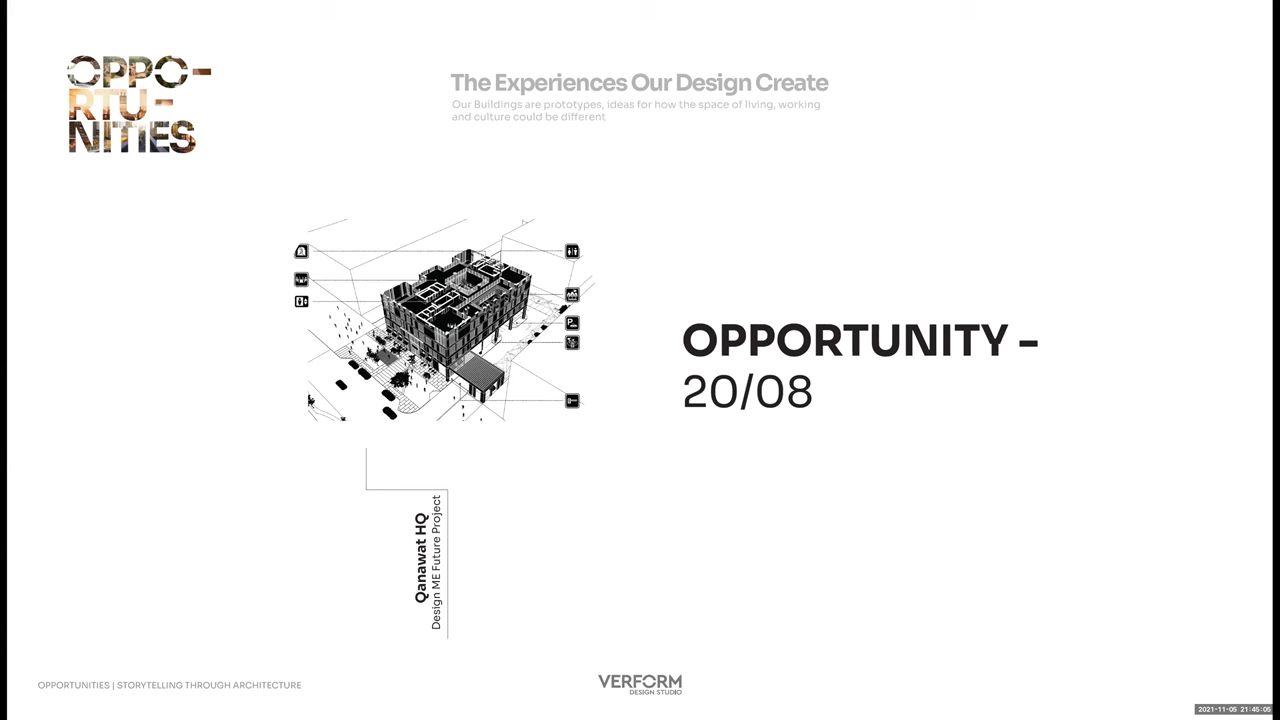 OPPO-
RTU-
NITIES
The Experiences Our Design Create
Our Buildings are prototypes, ideas for how the space of living, working
and culture could be different
P
OPPORTUNITY -
20/08
Qanawat HQ
Design ME Future Project
OPPORTUNITIES | STORYTELLING THROUGH ARCHITECTURE
VERFORM
DESIGN STUDIO
2021-11-05 21:45:05